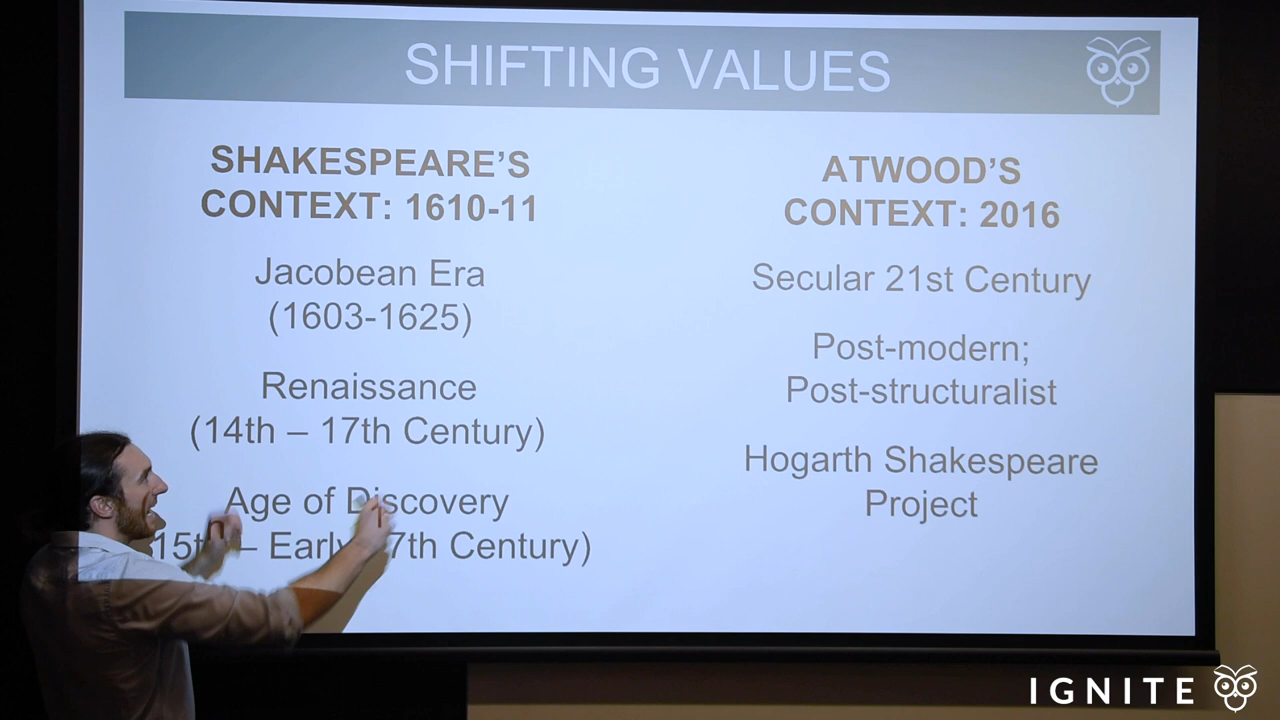 SHIFTING VALUES
SHAKESPEARE'S
CONTEXT: 1610-11
Jacobean Era
(1603-1625)
Renaissance
(14th – 17th Century)
Age of Discovery
– Early 17th Century)
ATWOOD'S
CONTEXT: 2016
Secular 21st Century
Post-modern;
Post-structuralist
Hogarth Shakespeare
Project
IGNITE